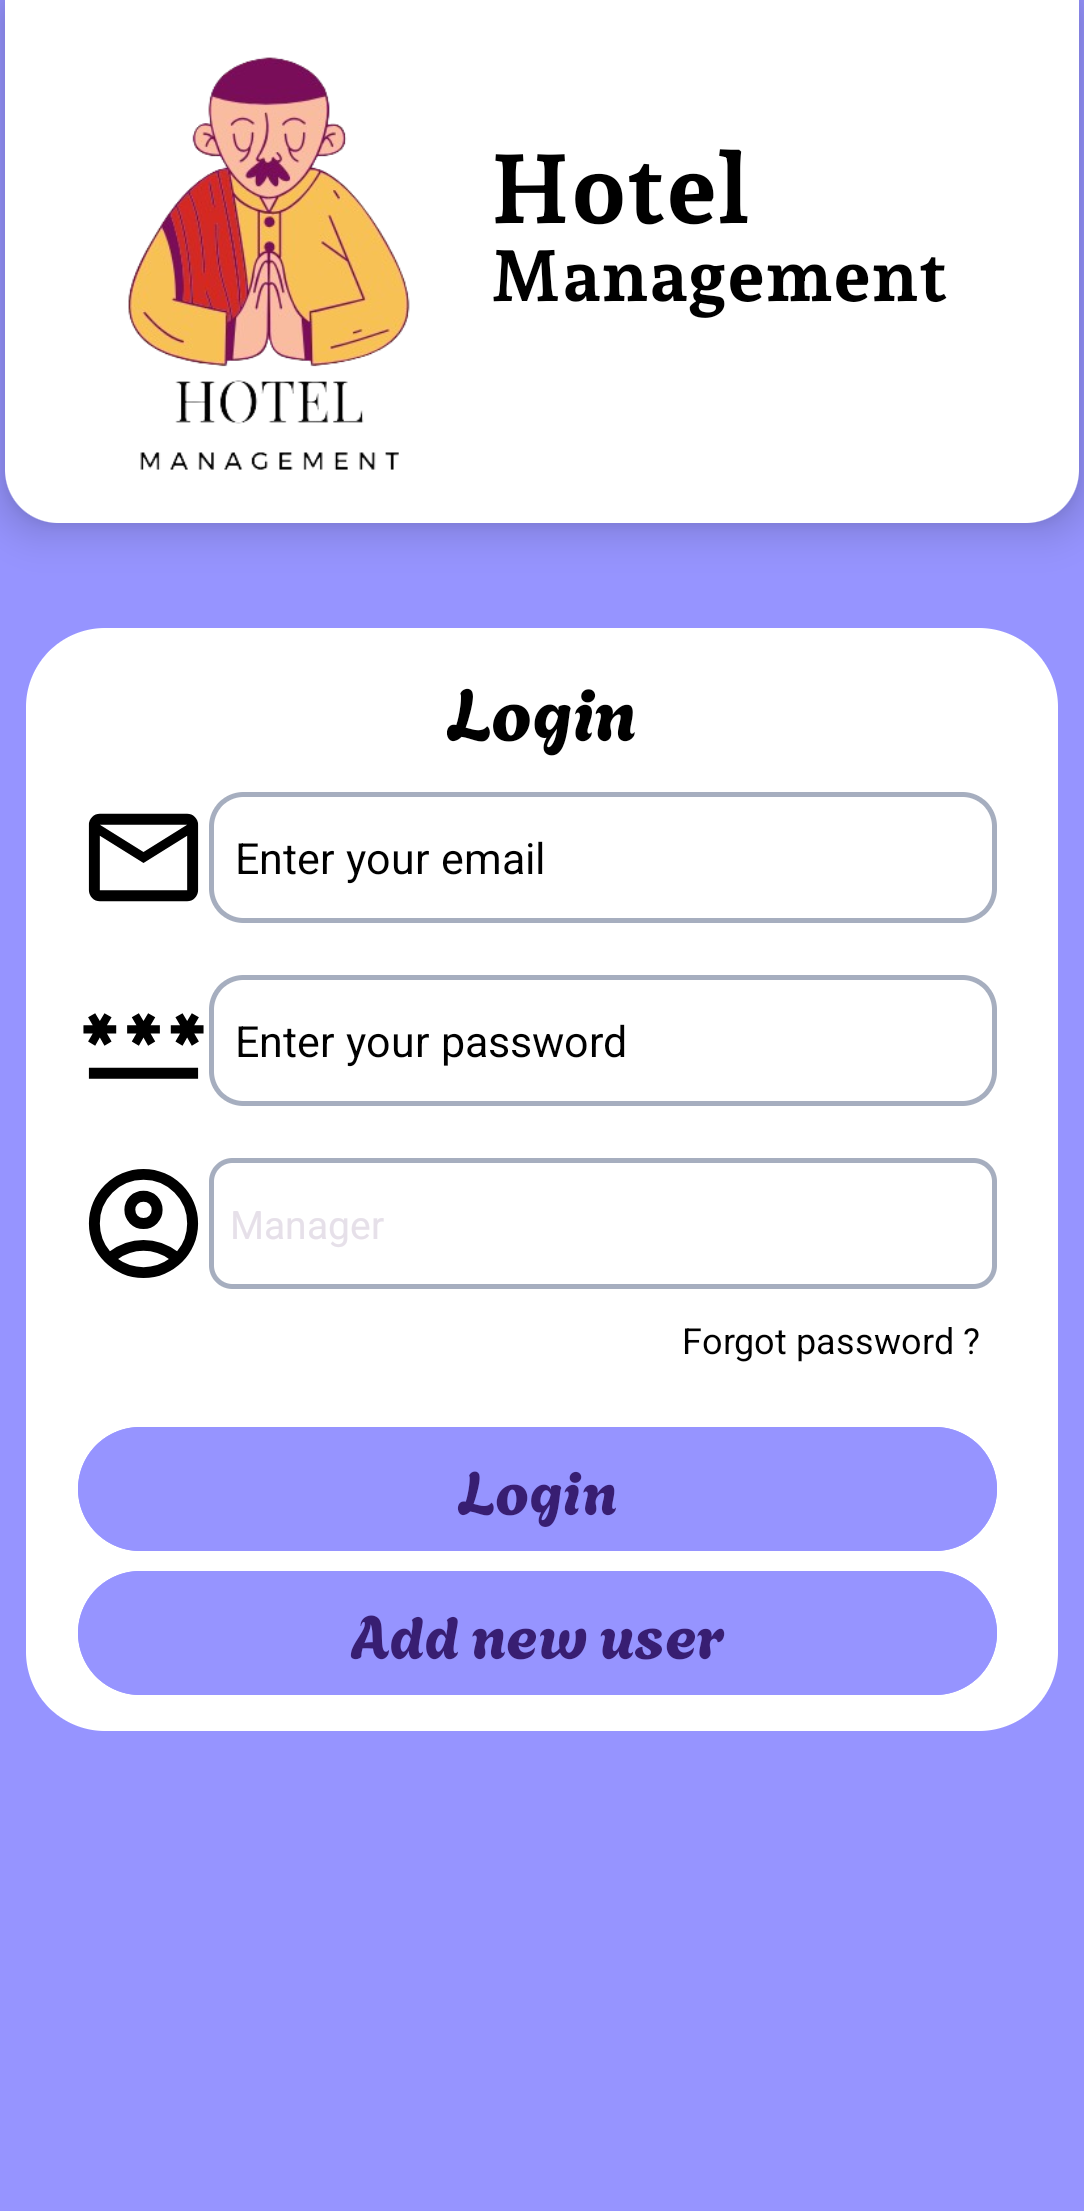 HOTEL
MANAGEMENT
Hotel
Management
Login
Enter your email
***
Enter your password
Manager
Forgot password ?
Login
Add new user